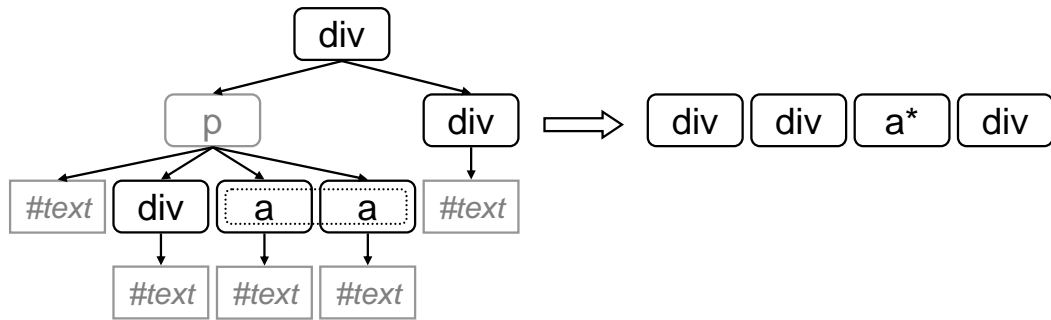 div
p div div div a* div
#text div a a #text
#text #text #text